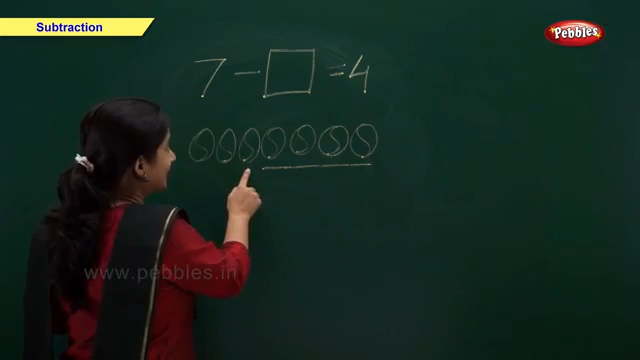 Subtraction
Pebbles
7 - □ = 4
www.pebbles.in